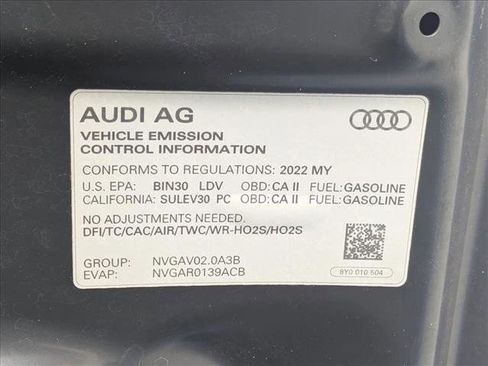 AUDI AG
VEHICLE EMISSION
CONTROL INFORMATION
CONFORMS TO REGULATIONS: 2022 MY
U.S. EPA: BIN30 LDV OBD: CA II FUEL: GASOLINE
CALIFORNIA: SULEV30 PC OBD: CA II FUEL: GASOLINE
NO ADJUSTMENTS NEEDED.
DFI/TC/CAC/AIR/TWC/WR-HO2S/HO2S
GROUP: NVGAV02.0A3B
EVAP: NVGAR0139ACB
8Y0 010 504